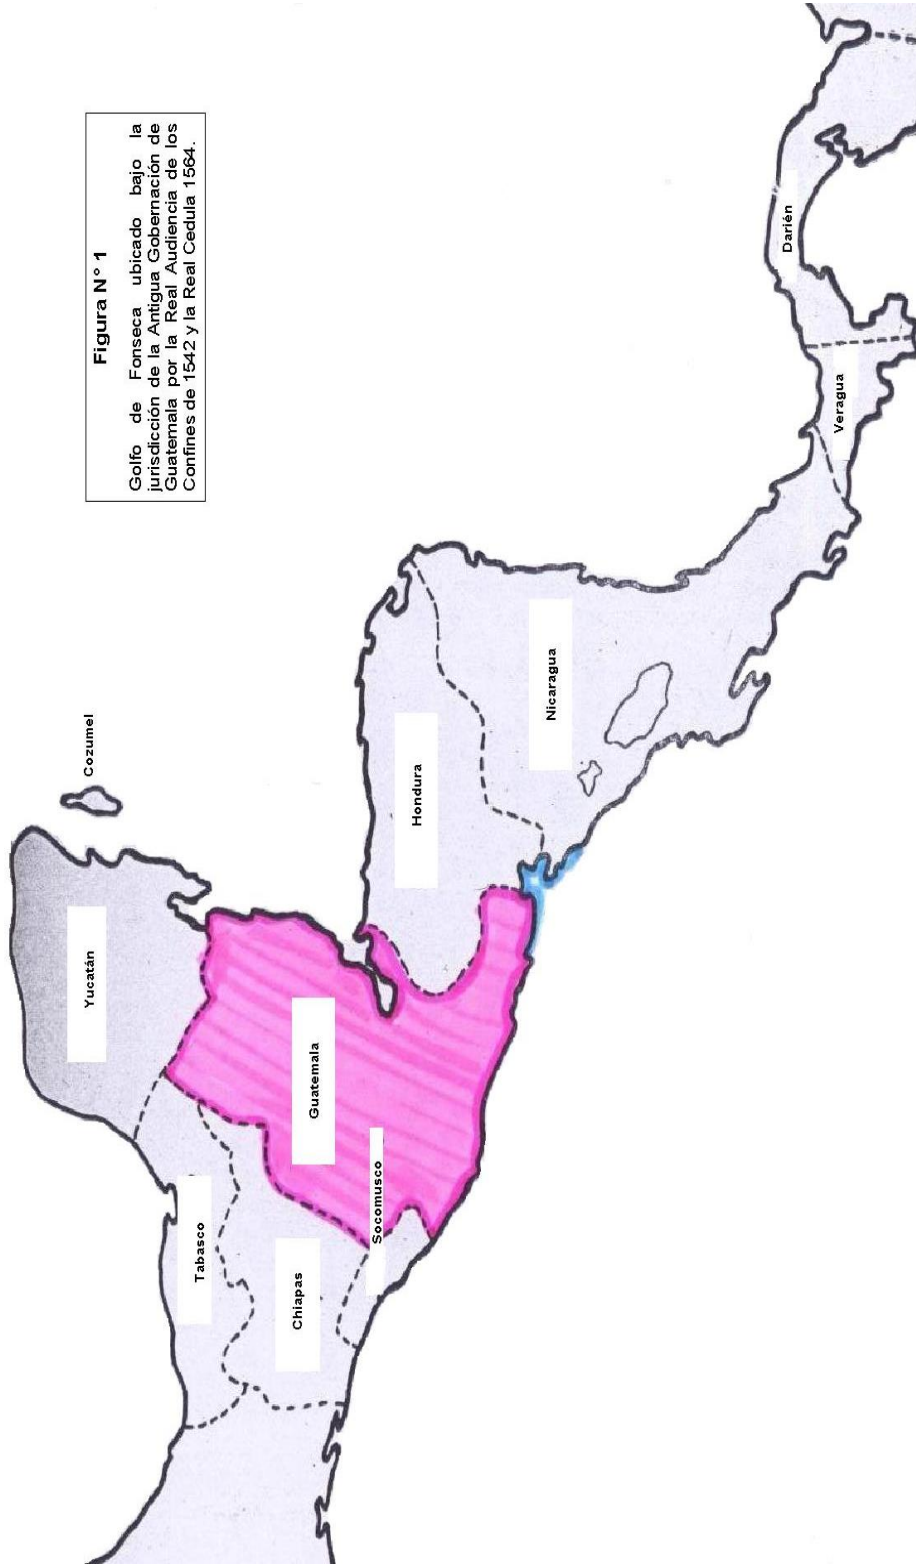 Figura N° 1
Golfo de Fonseca ubicado bajo la
jurisdicción de la Antigua Gobernación de
Guatemala por la Real Audiencia de los
Confines de 1542 y la Real Cedula 1564.
Cozumel
Yucatán
Tabasco
Chiapas
Guatemala
Socomusco
Hondura
Nicaragua
Veragua
Darién